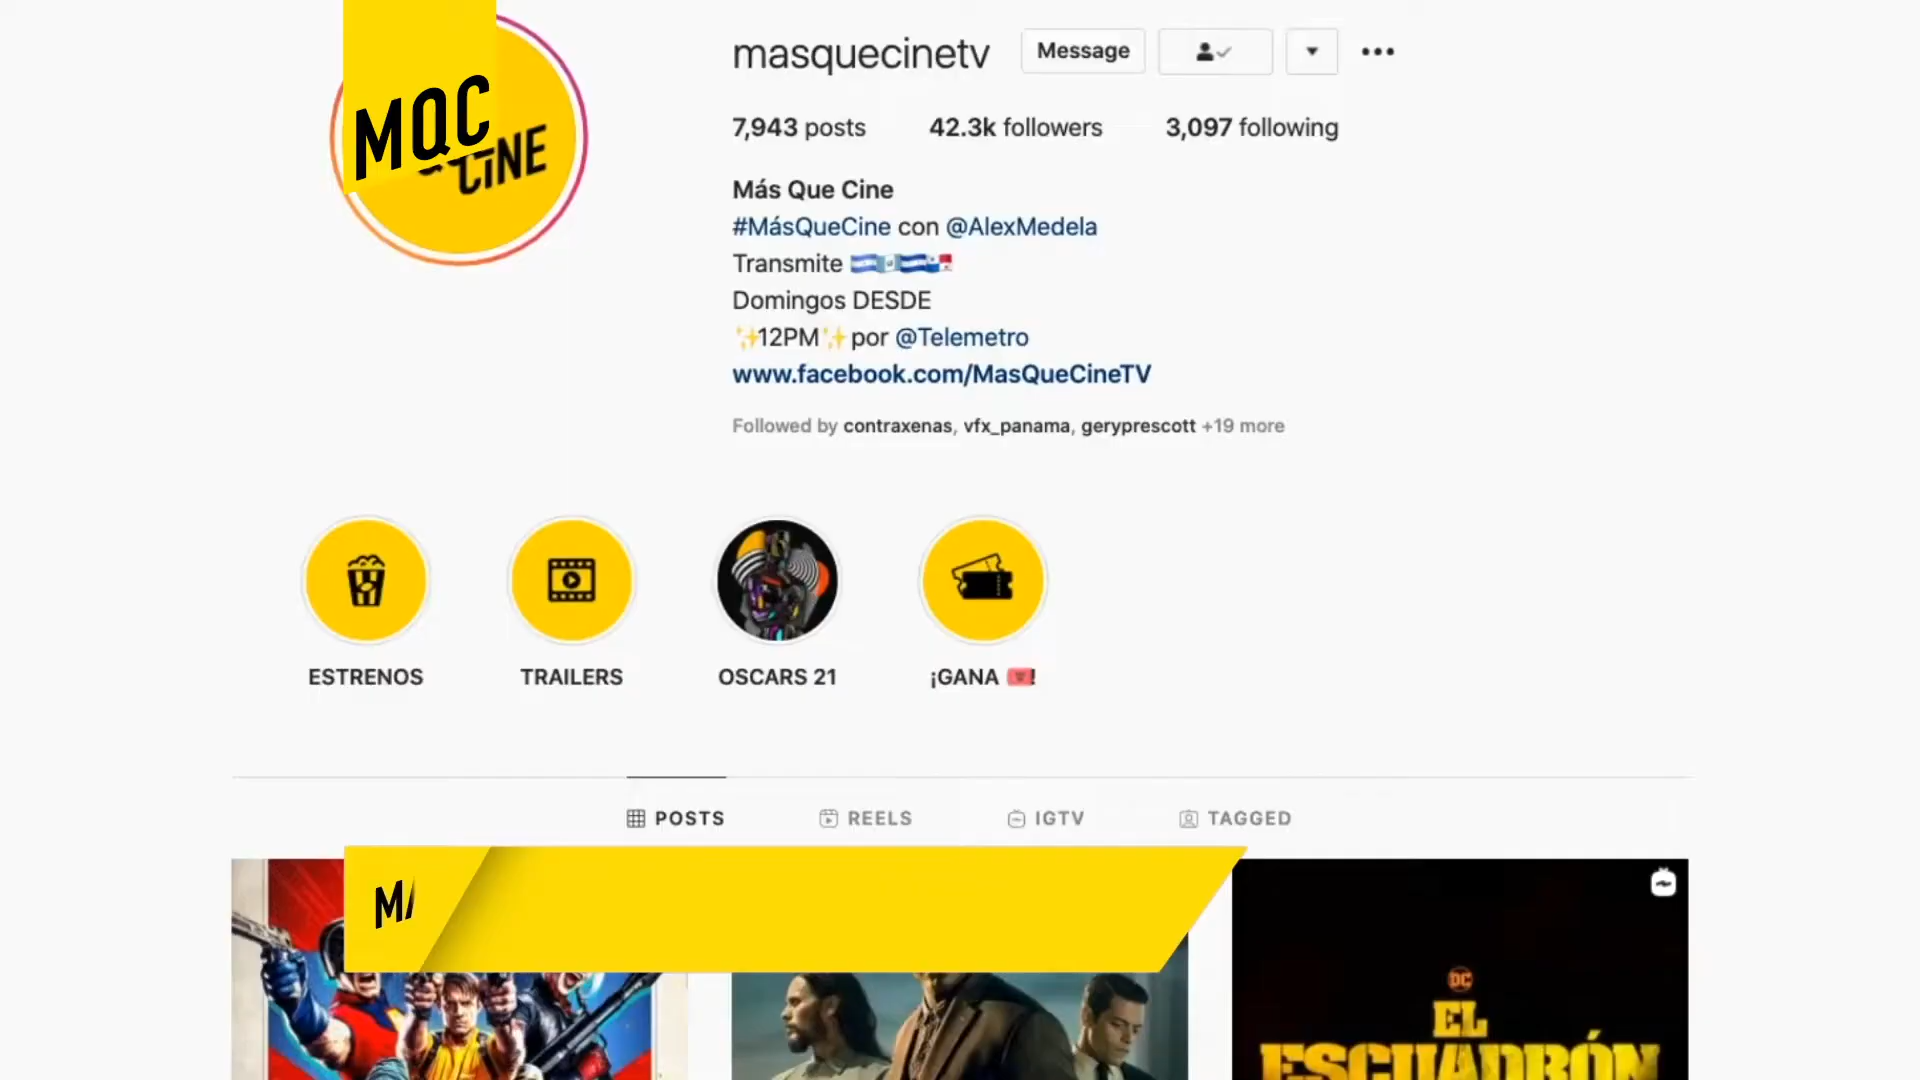 MQC
CINE
masquecinetv
Message
7,943 posts 42.3k followers 3,097 following
Más Que Cine
#MásQueCine con @AlexMedela
Transmite
Domingos DESDE
✨12PM✨ por @Telemetro
www.facebook.com/MasQueCineTV
Followed by contraxenas, vfx_panama, geryprescott +19 more
ESTRENOS TRAILERS OSCARS 21 ¡GANA 🎟!
POSTS REELS IGTV TAGGED
DC
EL
ESCUADRÓN